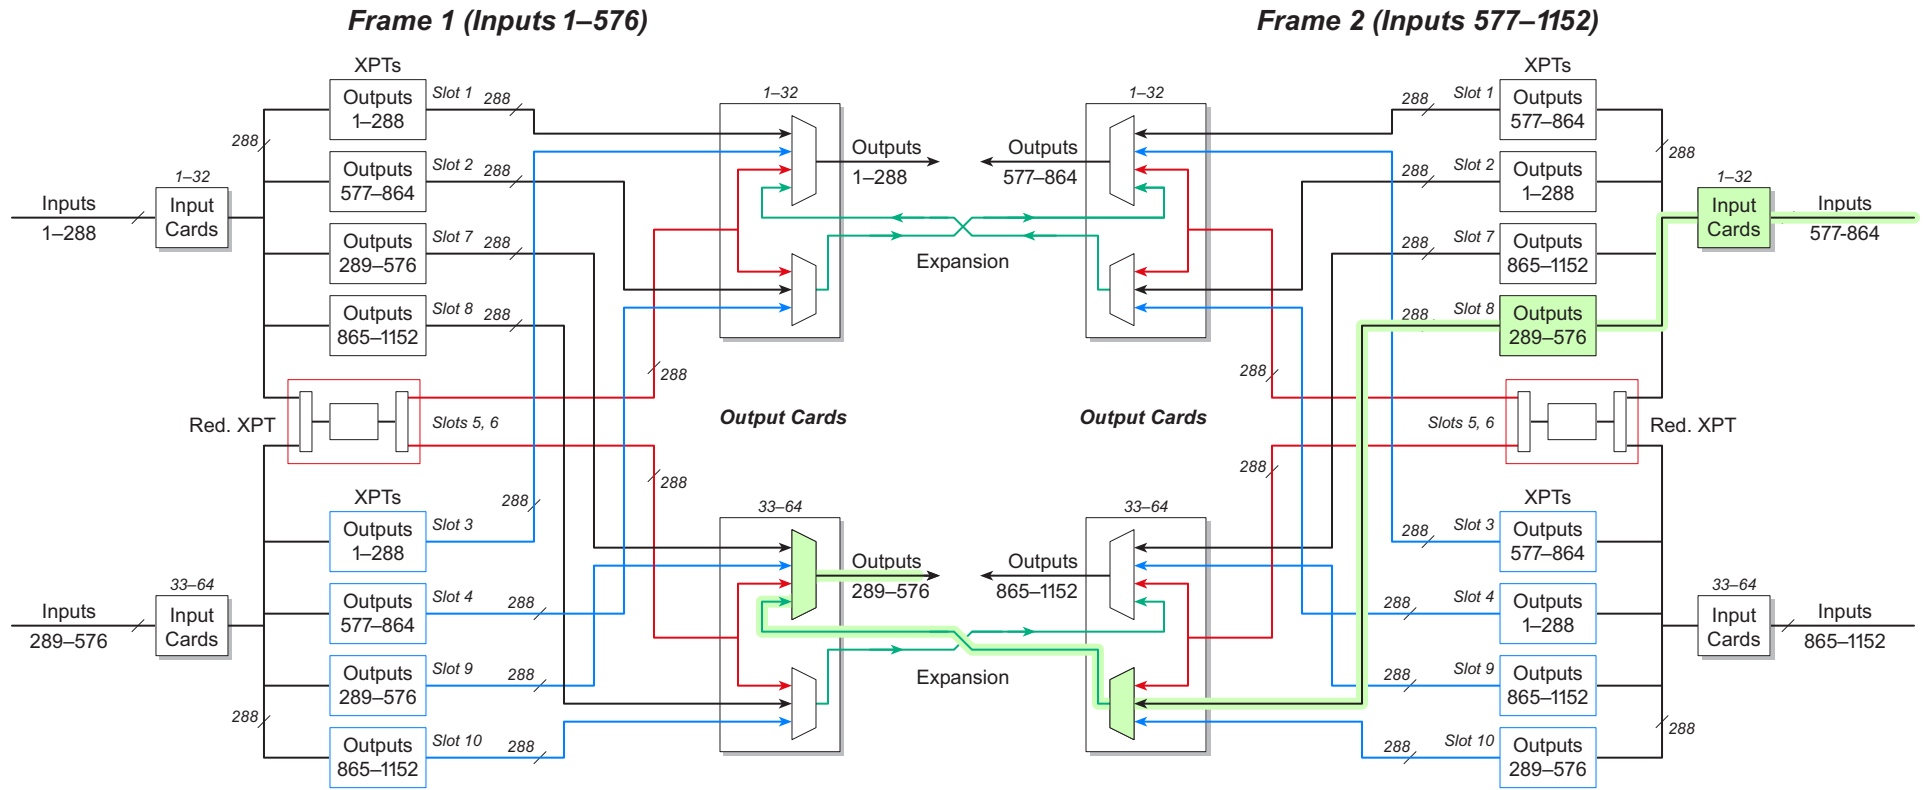 Frame 1 (Inputs 1–576)
Frame 2 (Inputs 577–1152)
XPTs
Outputs
1–288
Slot 1
288
Outputs
577–864
Slot 2
288
Outputs
289–576
Slot 7
288
Outputs
865–1152
Slot 8
288
288
1–32
Input
Cards
Inputs
1–288
Red. XPT
Slots 5, 6
288
288
XPTs
Outputs
1–288
Slot 3
288
Outputs
577–864
Slot 4
288
Outputs
289–576
Slot 9
288
Outputs
865–1152
Slot 10
288
288
33–64
Input
Cards
Inputs
289–576
1–32
Outputs
1–288
Expansion
1–32
Outputs
577–864
Output Cards
Output Cards
33–64
Outputs
289–576
Expansion
33–64
Outputs
865–1152
XPTs
288
Slot 1
Outputs
577–864
288
Slot 2
Outputs
1–288
288
Slot 7
Outputs
865–1152
288
Slot 8
Outputs
289–576
288
1–32
Input
Cards
Inputs
577-864
288
288
Slots 5, 6
Red. XPT
XPTs
288
Slot 3
Outputs
577–864
288
Slot 4
Outputs
1–288
288
Slot 9
Outputs
865–1152
288
Slot 10
Outputs
289–576
288
33–64
Input
Cards
Inputs
865–1152